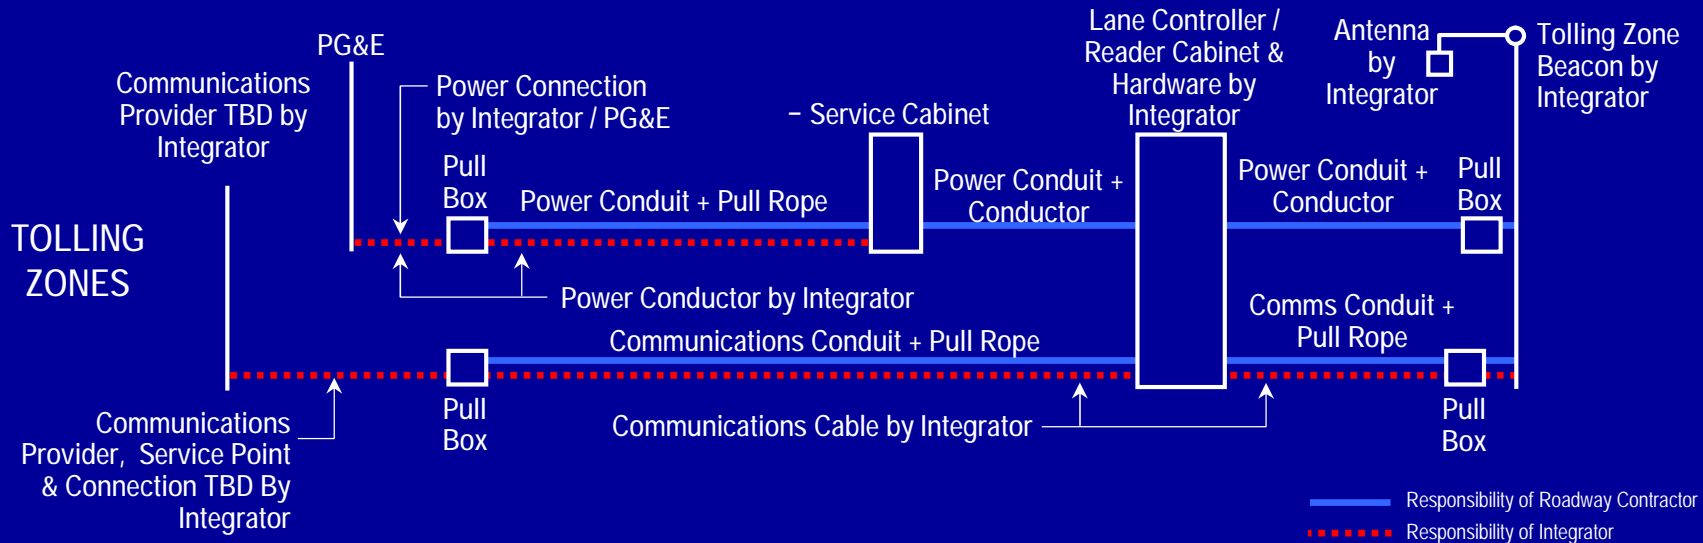 PG&E
Communications
Provider TBD by
Integrator
Power Connection
by Integrator / PG&E
– Service Cabinet
Lane Controller /
Reader Cabinet &
Hardware by
Integrator
Antenna
by
Integrator
Tolling Zone
Beacon by
Integrator
Pull
Box
Power Conduit + Pull Rope
Power Conduit +
Conductor
Power Conduit +
Conductor
Pull
Box
TOLLING
ZONES
Power Conductor by Integrator
Communications Conduit + Pull Rope
Comms Conduit +
Pull Rope
Pull
Box
Communications Cable by Integrator
Pull
Box
Communications
Provider, Service Point
& Connection TBD By
Integrator
Responsibility of Roadway Contractor
Responsibility of Integrator